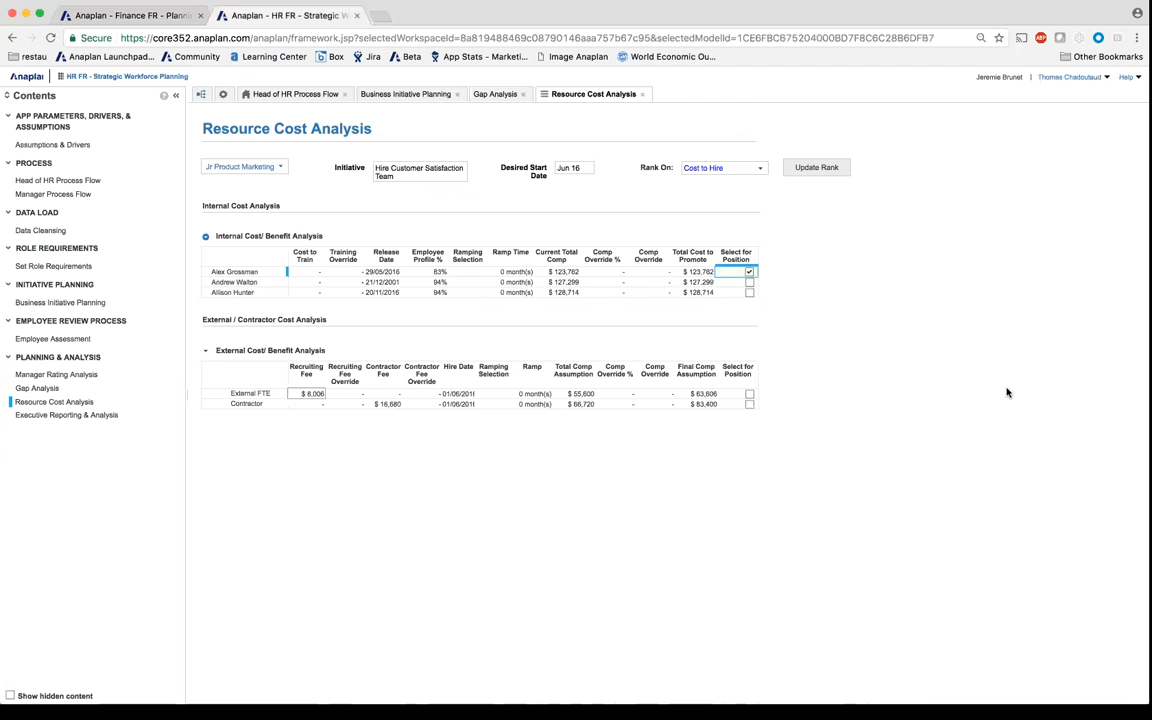 Anaplan - Finance FR - Plannin
Anaplan - HR FR - Strategic W
Secure
https://core352.anaplan.com/anaplan/framework.jsp?selectedWorkspaceId=8a819488469c08790146aaa757b67c95&selectedModelId=1CE6FBC675204000BD7F8C6C28B6DFB7
restau
Anaplan Launchpad...
Community
Learning Center
Box
Jira
Beta
App Stats - Marketi...
Image Anaplan
World Economic Ou...
Other Bookmarks
HR FR - Strategic Workforce Planning
Jeremie Brunet
Thomas Chadoutaud
Help
Contents
APP PARAMETERS, DRIVERS, &
ASSUMPTIONS
Assumptions & Drivers
PROCESS
Head of HR Process Flow
Manager Process Flow
DATA LOAD
Data Cleansing
ROLE REQUIREMENTS
Set Role Requirements
INITIATIVE PLANNING
Business Initiative Planning
EMPLOYEE REVIEW PROCESS
Employee Assessment
PLANNING & ANALYSIS
Manager Rating Analysis
Gap Analysis
Resource Cost Analysis
Executive Reporting & Analysis
Show hidden content
Head of HR Process Flow
Business Initiative Planning
Gap Analysis
Resource Cost Analysis
Resource Cost Analysis
Jr Product Marketing
Initiative
Hire Customer Satisfaction
Team
Desired Start
Date
Jun 16
Rank On:
Cost to Hire
Update Rank
Internal Cost Analysis
Internal Cost/ Benefit Analysis
Cost to Train Training Override Release Date Employee Profile % Ramping Selection Ramp Time Current Total Comp Comp Override % Comp Override Total Cost to Promote Select for Position
Alex Grossman - - 29/05/2016 83% 0 month(s) $ 123,762 - - $ 123,762
Andrew Walton - - 21/12/2001 94% 0 month(s) $ 127,299 - - $ 127,299
Allison Hunter - - 20/11/2016 94% 0 month(s) $ 128,714 - - $ 128,714
External / Contractor Cost Analysis
External Cost/ Benefit Analysis
Recruiting Fee Recruiting Fee Override Contractor Fee Contractor Fee Override Hire Date Ramping Selection Ramp Total Comp Assumption Comp Override % Comp Override Final Comp Assumption Select for Position
External FTE $ 8,006 - - - 01/06/2016 0 month(s) $ 55,600 - - $ 63,606
Contractor - - $ 16,680 - 01/06/2016 0 month(s) $ 66,720 - - $ 83,400